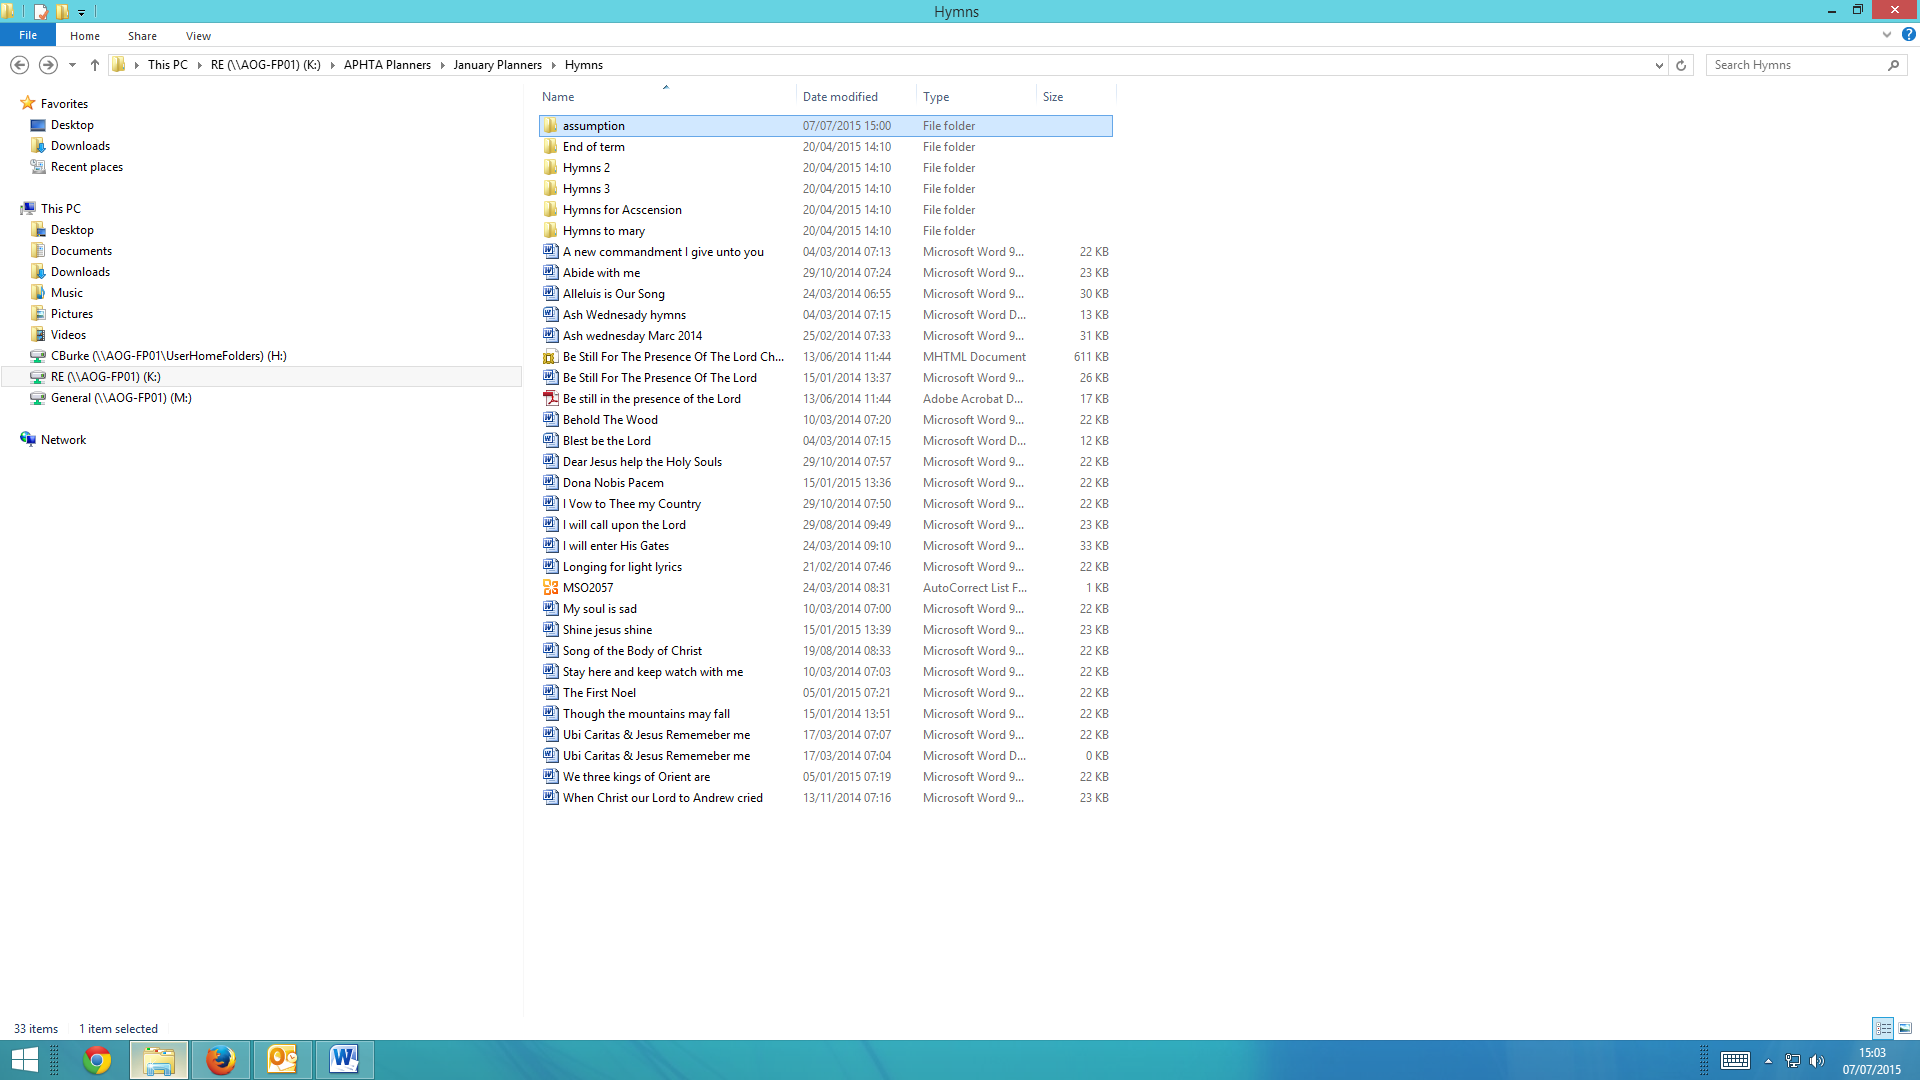 Hymns
File Home Share View
This PC RE (\\AOG-FP01) (K:) APHTA Planners January Planners Hymns Search Hymns
Favorites
Desktop
Downloads
Recent places
This PC
Desktop
Documents
Downloads
Music
Pictures
Videos
CBurke (\\AOG-FP01\UserHomeFolders) (H:)
RE (\\AOG-FP01) (K:)
General (\\AOG-FP01) (M:)
Network
Name Date modified Type Size
assumption 07/07/2015 15:00 File folder
End of term 20/04/2015 14:10 File folder
Hymns 2 20/04/2015 14:10 File folder
Hymns 3 20/04/2015 14:10 File folder
Hymns for Acscension 20/04/2015 14:10 File folder
Hymns to mary 20/04/2015 14:10 File folder
A new commandment I give unto you 04/03/2014 07:13 Microsoft Word 9... 22 KB
Abide with me 29/10/2014 07:24 Microsoft Word 9... 23 KB
Alleluis is Our Song 24/03/2014 06:55 Microsoft Word 9... 30 KB
Ash Wednesady hymns 04/03/2014 07:15 Microsoft Word D... 13 KB
Ash wednesday Marc 2014 25/02/2014 07:33 Microsoft Word 9... 31 KB
Be Still For The Presence Of The Lord Ch... 13/06/2014 11:44 MHTML Document 611 KB
Be Still For The Presence Of The Lord 15/01/2014 13:37 Microsoft Word 9... 26 KB
Be still in the presence of the Lord 13/06/2014 11:44 Adobe Acrobat D... 17 KB
Behold The Wood 10/03/2014 07:20 Microsoft Word 9... 22 KB
Blest be the Lord 04/03/2014 07:15 Microsoft Word D... 12 KB
Dear Jesus help the Holy Souls 29/10/2014 07:57 Microsoft Word 9... 22 KB
Dona Nobis Pacem 15/01/2015 13:36 Microsoft Word 9... 22 KB
I Vow to Thee my Country 29/10/2014 07:50 Microsoft Word 9... 22 KB
I will call upon the Lord 29/08/2014 09:49 Microsoft Word 9... 23 KB
I will enter His Gates 24/03/2014 09:10 Microsoft Word 9... 33 KB
Longing for light lyrics 21/02/2014 07:46 Microsoft Word 9... 22 KB
MSO2057 24/03/2014 08:31 AutoCorrect List F... 1 KB
My soul is sad 10/03/2014 07:00 Microsoft Word 9... 22 KB
Shine jesus shine 15/01/2015 13:39 Microsoft Word 9... 23 KB
Song of the Body of Christ 19/08/2014 08:33 Microsoft Word 9... 22 KB
Stay here and keep watch with me 10/03/2014 07:03 Microsoft Word 9... 22 KB
The First Noel 05/01/2015 07:21 Microsoft Word 9... 22 KB
Though the mountains may fall 15/01/2014 13:51 Microsoft Word 9... 22 KB
Ubi Caritas & Jesus Rememeber me 17/03/2014 07:07 Microsoft Word 9... 22 KB
Ubi Caritas & Jesus Rememeber me 17/03/2014 07:04 Microsoft Word D... 0 KB
We three kings of Orient are 05/01/2015 07:19 Microsoft Word 9... 22 KB
When Christ our Lord to Andrew cried 13/11/2014 07:16 Microsoft Word 9... 23 KB
33 items 1 item selected
15:03
07/07/2015